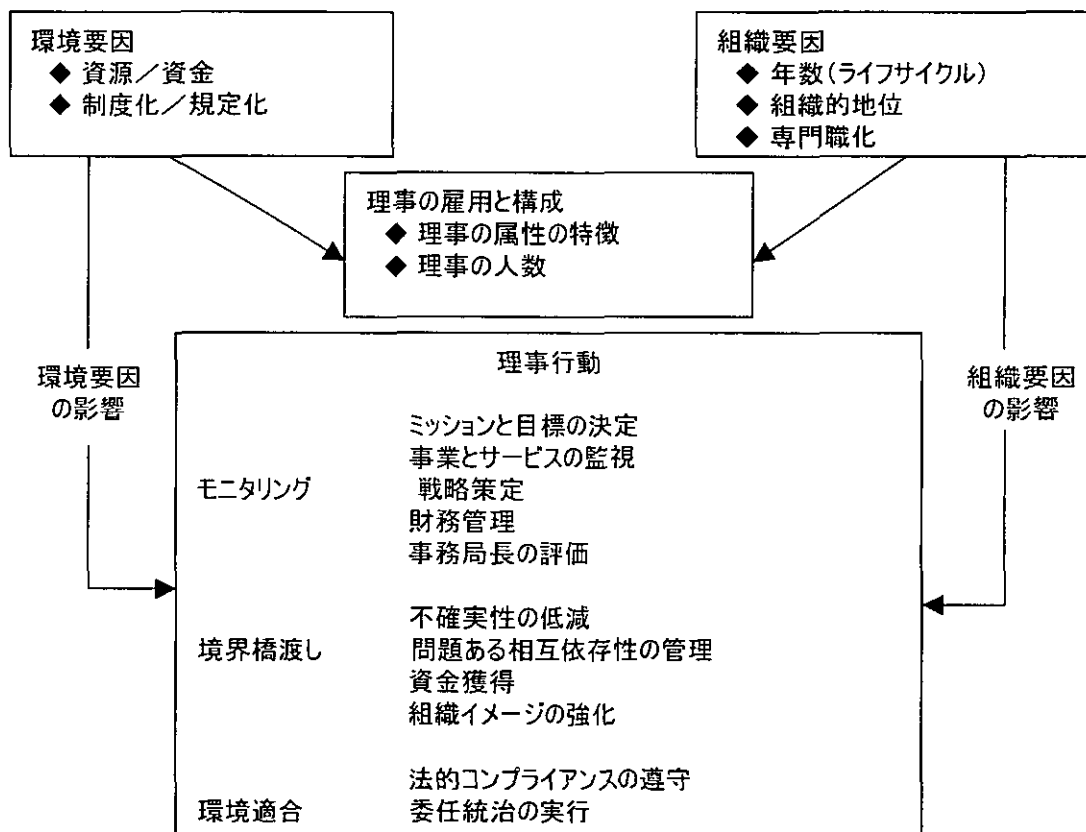 環境要因
◆ 資源／資金
◆ 制度化／規定化
組織要因
◆ 年数(ライフサイクル)
◆ 組織的地位
◆ 専門職化
理事の雇用と構成
◆ 理事の属性の特徴
◆ 理事の人数
環境要因
の影響
組織要因
の影響
理事行動
モニタリング
ミッションと目標の決定
事業とサービスの監視
戦略策定
財務管理
事務局長の評価
境界橋渡し
不確実性の低減
問題ある相互依存性の管理
資金獲得
組織イメージの強化
環境適合
法的コンプライアンスの遵守
委任統治の実行